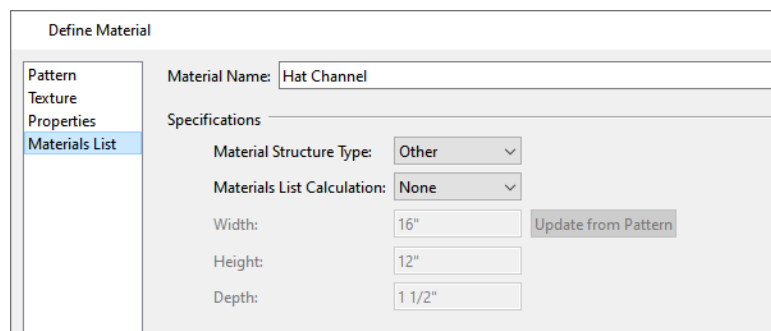 Define Material
Pattern
Texture
Properties
Materials List
Material Name: Hat Channel
Specifications
Material Structure Type: Other
Materials List Calculation: None
Width: 16" Update from Pattern
Height: 12"
Depth: 1 1/2"